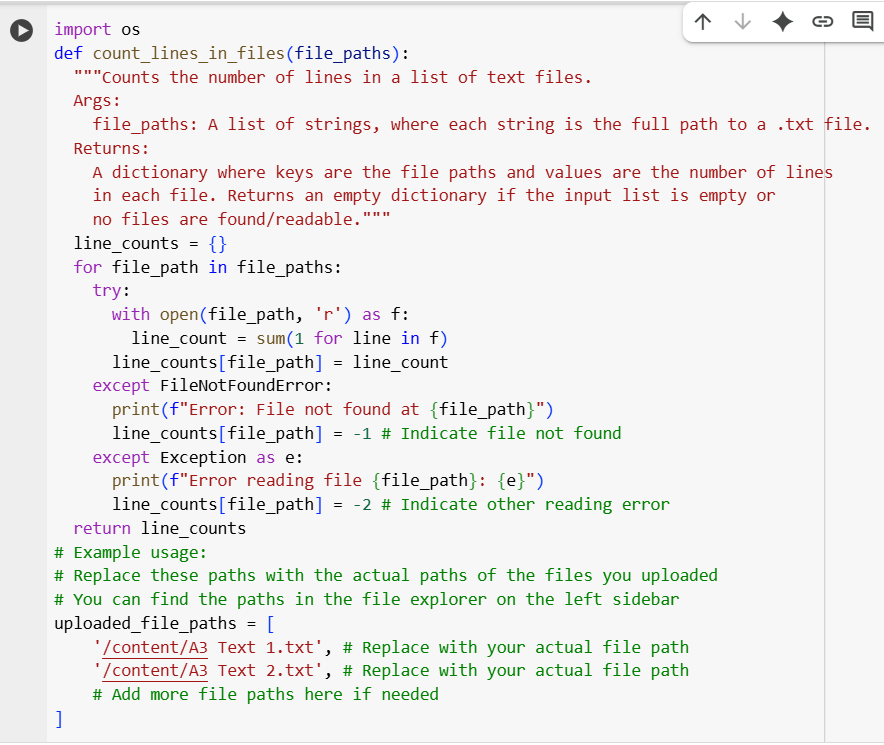 import os
def count_lines_in_files(file_paths):
  """Counts the number of lines in a list of text files.
  Args:
    file_paths: A list of strings, where each string is the full path to a .txt file.
  Returns:
    A dictionary where keys are the file paths and values are the number of lines
    in each file. Returns an empty dictionary if the input list is empty or
    no files are found/readable."""
  line_counts = {}
  for file_path in file_paths:
    try:
      with open(file_path, 'r') as f:
        line_count = sum(1 for line in f)
      line_counts[file_path] = line_count
    except FileNotFoundError:
      print(f"Error: File not found at {file_path}")
      line_counts[file_path] = -1 # Indicate file not found
    except Exception as e:
      print(f"Error reading file {file_path}: {e}")
      line_counts[file_path] = -2 # Indicate other reading error
  return line_counts
# Example usage:
# Replace these paths with the actual paths of the files you uploaded
# You can find the paths in the file explorer on the left sidebar
uploaded_file_paths = [
    '/content/A3 Text 1.txt', # Replace with your actual file path
    '/content/A3 Text 2.txt', # Replace with your actual file path
    # Add more file paths here if needed
]